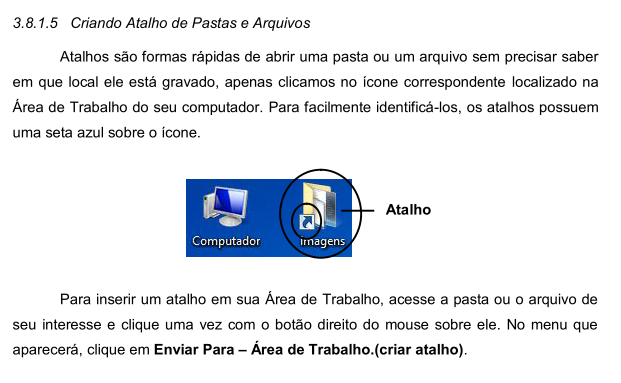 3.8.1.5 Criando Atalho de Pastas e Arquivos
Atalhos são formas rápidas de abrir uma pasta ou um arquivo sem precisar saber
em que local ele está gravado, apenas clicamos no ícone correspondente localizado na
Área de Trabalho do seu computador. Para facilmente identificá-los, os atalhos possuem
uma seta azul sobre o ícone.
Atalho
Computador
Imagens
Para inserir um atalho em sua Área de Trabalho, acesse a pasta ou o arquivo de
seu interesse e clique uma vez com o botão direito do mouse sobre ele. No menu que
aparecerá, clique em Enviar Para – Área de Trabalho.(criar atalho).